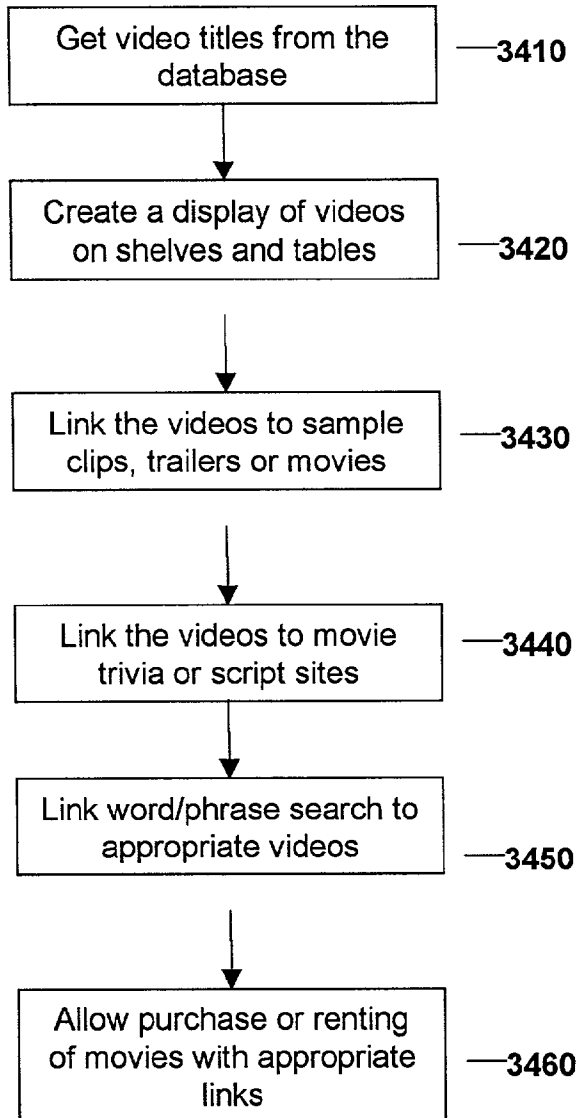 Get video titles from the
database
3410
Create a display of videos
on shelves and tables
3420
Link the videos to sample
clips, trailers or movies
3430
Link the videos to movie
trivia or script sites
3440
Link word/phrase search to
appropriate videos
3450
Allow purchase or renting
of movies with appropriate
links
3460